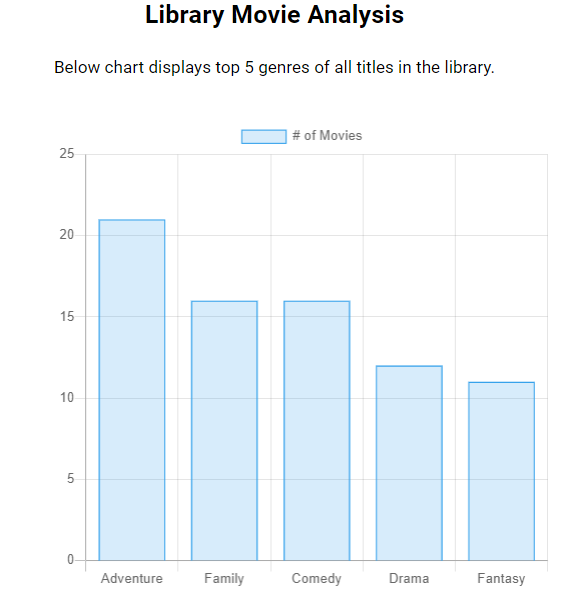 Library Movie Analysis
Below chart displays top 5 genres of all titles in the library.
# of Movies
25
20
15
10
5
0
Adventure Family Comedy Drama Fantasy